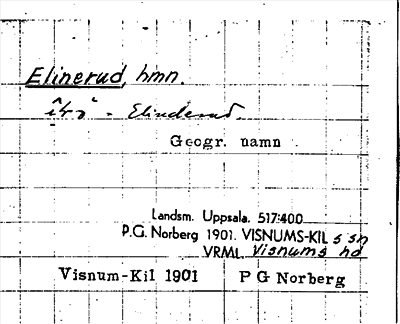 Elinerud, hmn.
Elinderud.
Geogr. namn
Landsm. Uppsala. 517:400
P.G. Norberg 1901. VISNUMS-KIL s sn
VRML. Visnums hd
Visnum-Kil 1901 P G Norberg